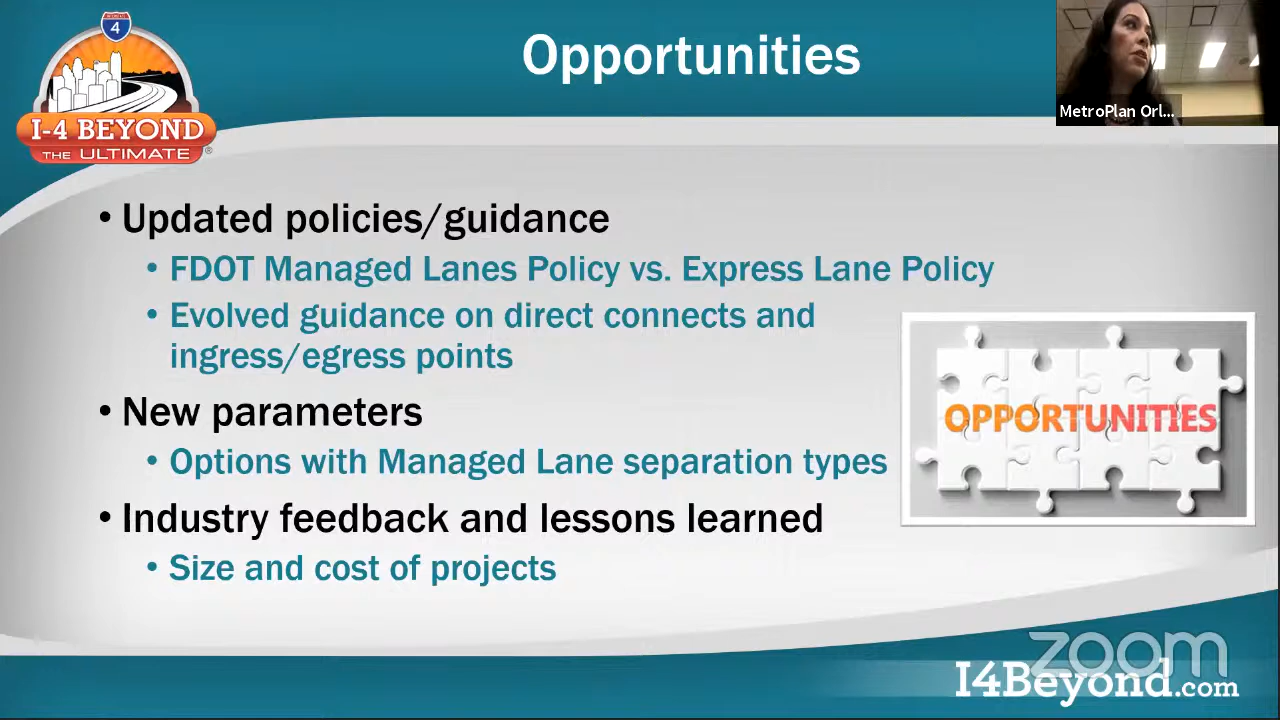 4
I-4 BEYOND
THE ULTIMATE®
Opportunities
MetroPlan Orl...
• Updated policies/guidance
• FDOT Managed Lanes Policy vs. Express Lane Policy
• Evolved guidance on direct connects and
ingress/egress points
• New parameters
• Options with Managed Lane separation types
• Industry feedback and lessons learned
• Size and cost of projects
OPPORTUNITIES
zoom
I4Beyond.com